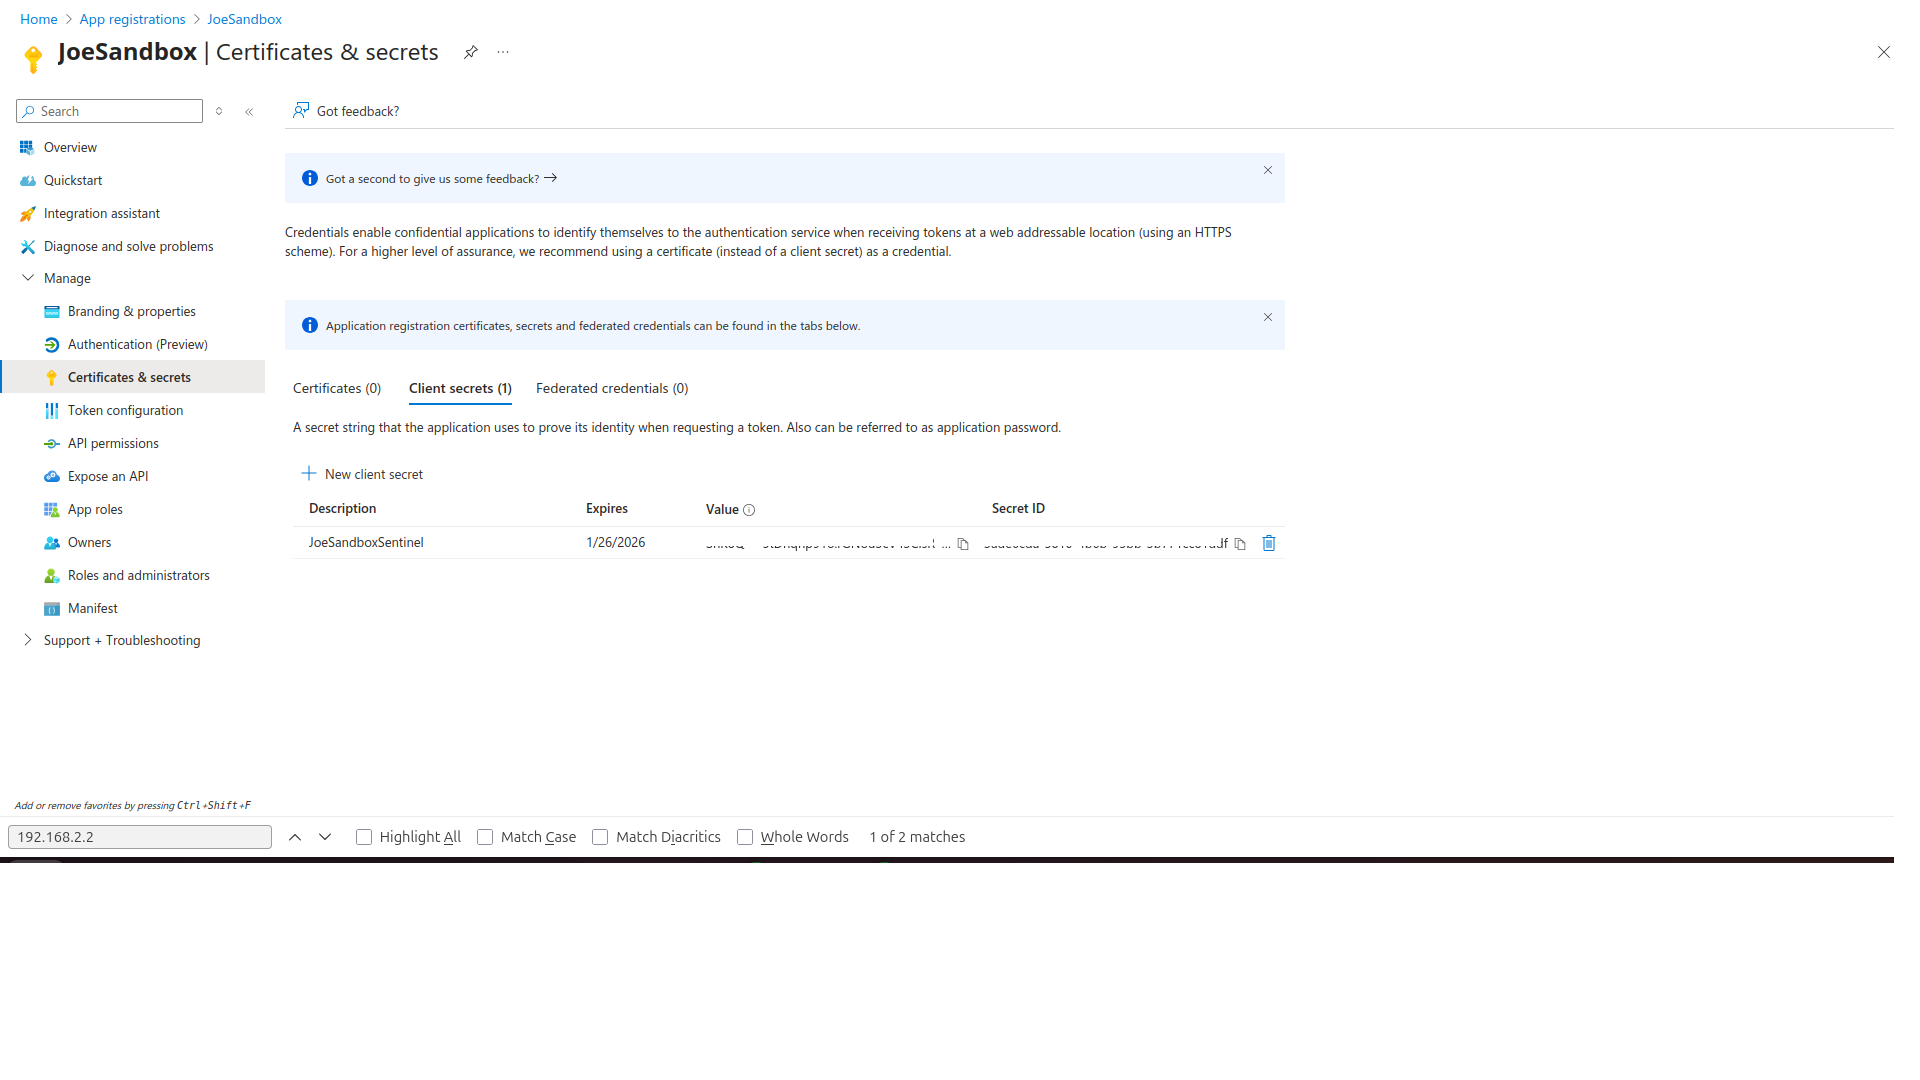 Home > App registrations > JoeSandbox
JoeSandbox | Certificates & secrets
Search
Got feedback?
Overview
Quickstart
Integration assistant
Diagnose and solve problems
Manage
Branding & properties
Authentication (Preview)
Certificates & secrets
Token configuration
API permissions
Expose an API
App roles
Owners
Roles and administrators
Manifest
Support + Troubleshooting
Got a second to give us some feedback?
Credentials enable confidential applications to identify themselves to the authentication service when receiving tokens at a web addressable location (using an HTTPS
scheme). For a higher level of assurance, we recommend using a certificate (instead of a client secret) as a credential.
Application registration certificates, secrets and federated credentials can be found in the tabs below.
Certificates (0) Client secrets (1) Federated credentials (0)
A secret string that the application uses to prove its identity when requesting a token. Also can be referred to as application password.
New client secret
Description Expires Value Secret ID
JoeSandboxSentinel 1/26/2026
Add or remove favorites by pressing Ctrl+Shift+F
192.168.2.2 Highlight All Match Case Match Diacritics Whole Words 1 of 2 matches